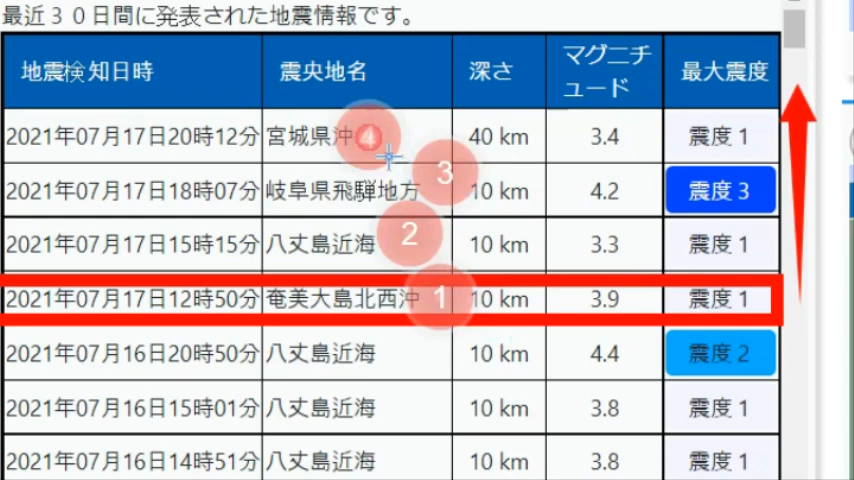 最近３０日間に発表された地震情報です。
地震検知日時 震央地名 深さ マグニチュード 最大震度
2021年07月17日20時12分 宮城県沖 4 40 km 3.4 震度１
2021年07月17日18時07分 岐阜県飛騨地方 3 10 km 4.2 震度３
2021年07月17日15時15分 八丈島近海 2 10 km 3.3 震度１
2021年07月17日12時50分 奄美大島北西沖 1 10 km 3.9 震度１
2021年07月16日20時50分 八丈島近海 10 km 4.4 震度２
2021年07月16日15時01分 八丈島近海 10 km 3.8 震度１
2021年07月16日14時51分 八丈島近海 10 km 3.8 震度１